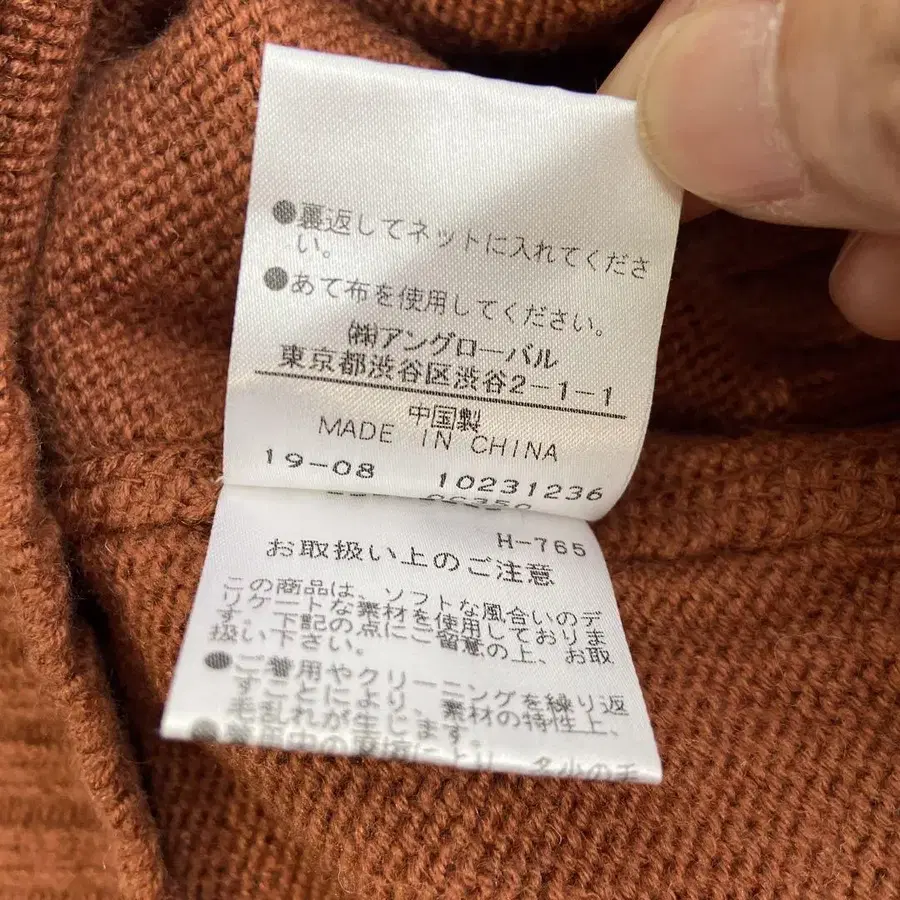 ●裏返してネットに入れてくださ
い。
●あて布を使用してください。
㈱アングローバル
東京都渋谷区渋谷2-1-1
中国製
MADE IN CHINA
19-08 10231236
H-765
お取扱い上のご注意
この商品は、ソフトな風合いのデ
リケートな素材を使用しておりま
す。下記の点にご留意の上、お取
扱い下さい。
●ご着用やクリーニングを繰り返
すことにより、素材の特性上、
毛乱れが生じます。